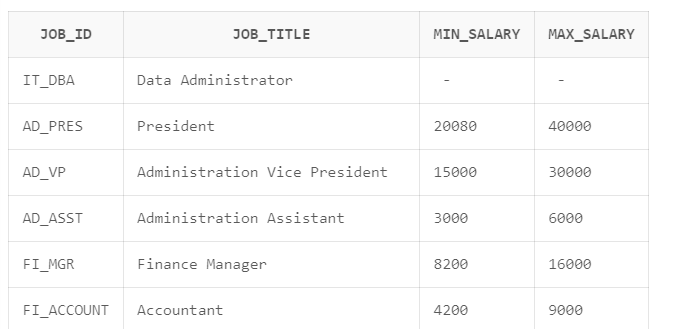 JOB_ID JOB_TITLE MIN_SALARY MAX_SALARY
IT_DBA Data Administrator - -
AD_PRES President 20080 40000
AD_VP Administration Vice President 15000 30000
AD_ASST Administration Assistant 3000 6000
FI_MGR Finance Manager 8200 16000
FI_ACCOUNT Accountant 4200 9000